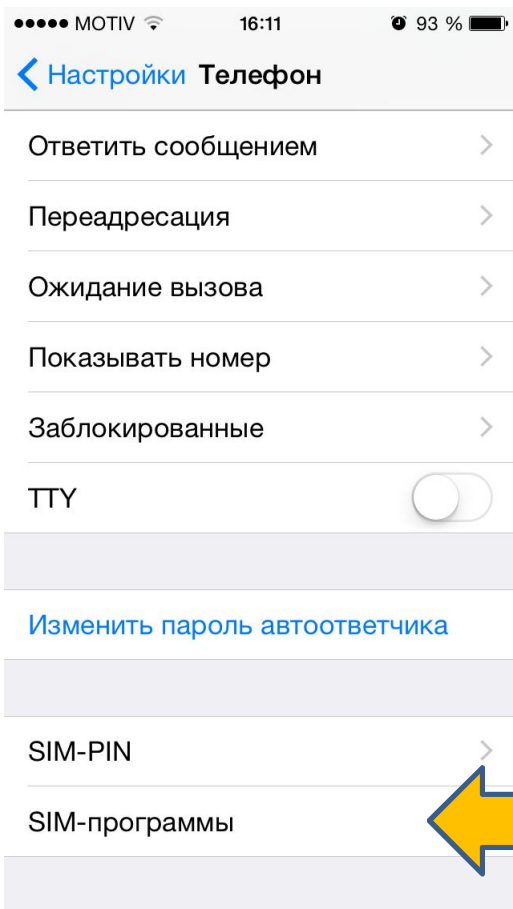 MOTIV 16:11 93 %
Настройки Телефон
Ответить сообщением
Переадресация
Ожидание вызова
Показывать номер
Заблокированные
TTY
Изменить пароль автоответчика
SIM-PIN
SIM-программы